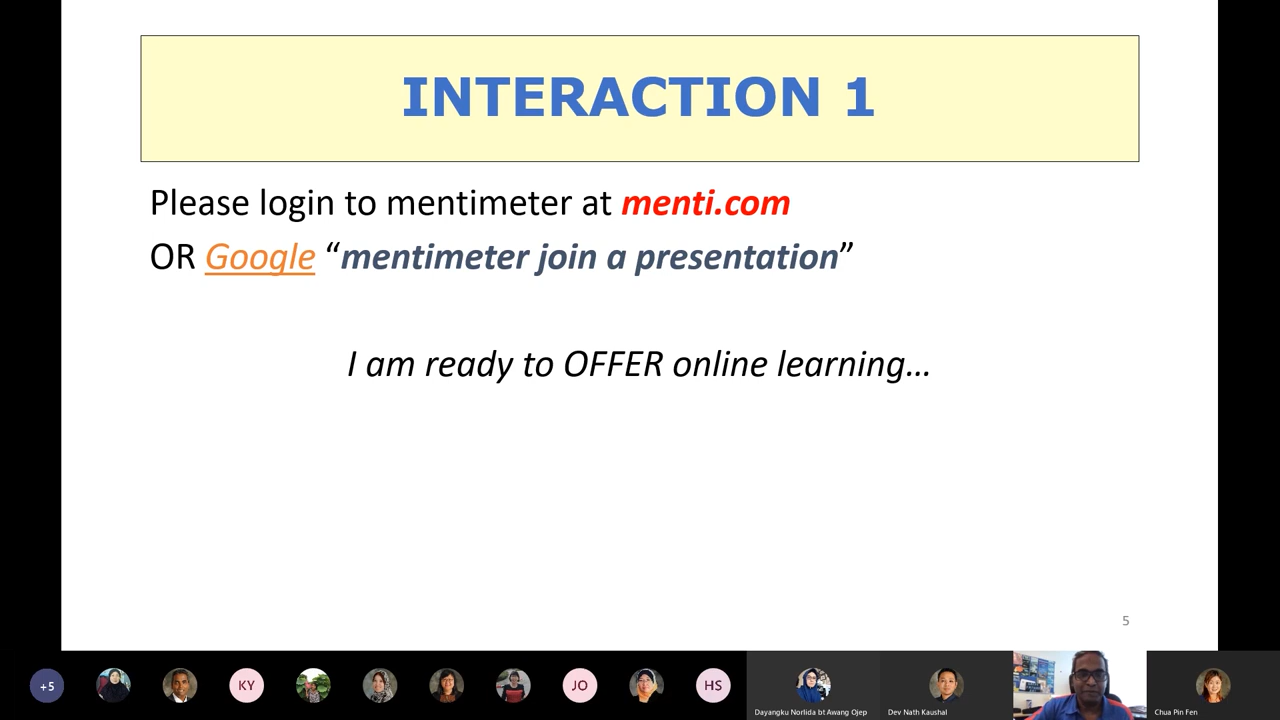 INTERACTION 1
Please login to mentimeter at menti.com
OR Google “mentimeter join a presentation”
I am ready to OFFER online learning…
5
+5
KY
JO
HS
Dayangku Norlida bt Awang Ojep
Dev Nath Kaushal
Chua Pin Fen